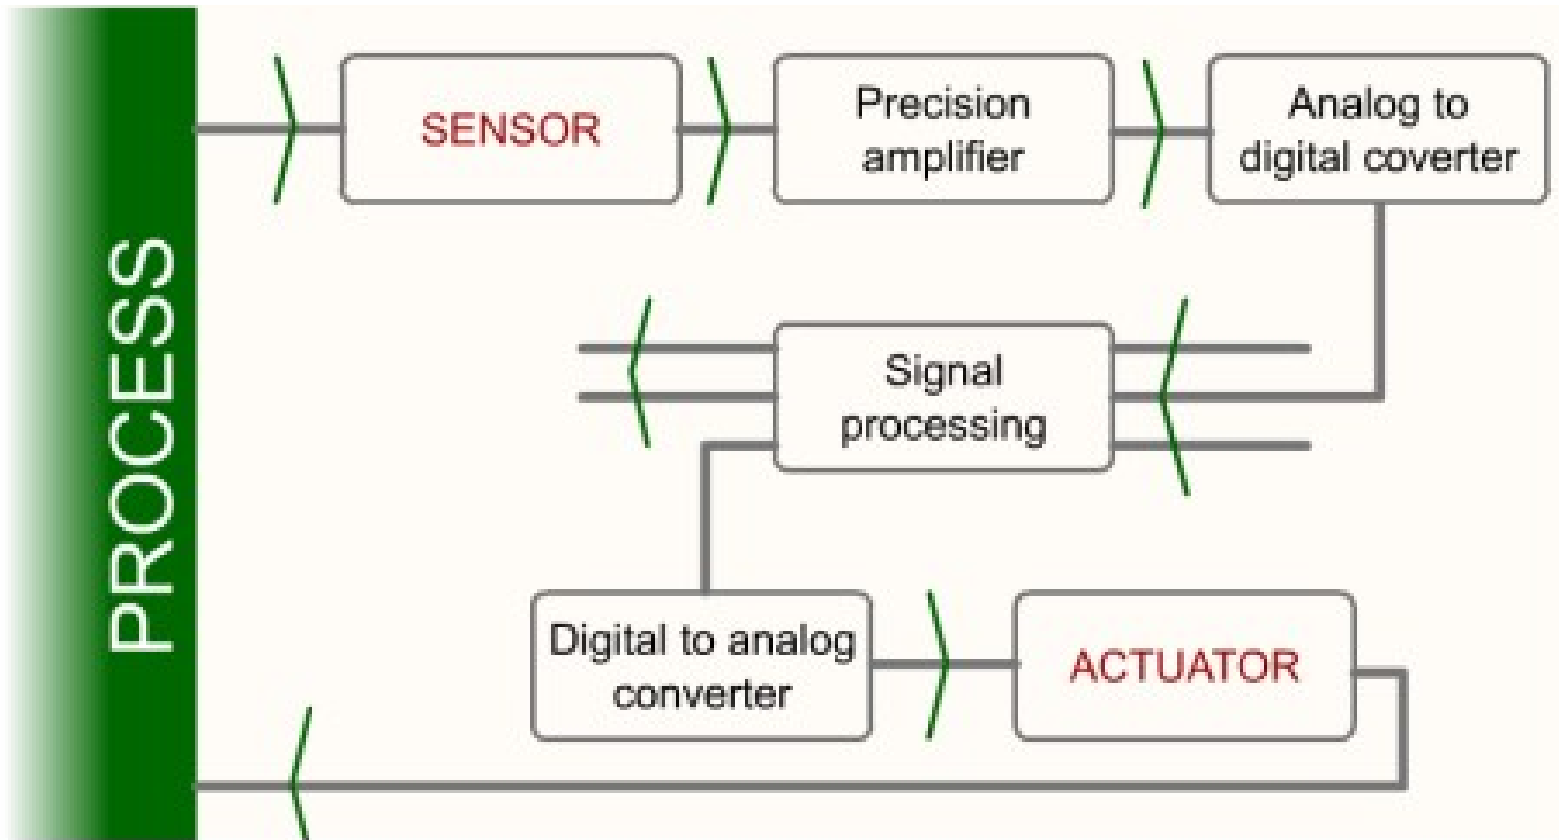 PROCESS
SENSOR
Precision
amplifier
Analog to
digital coverter
Signal
processing
Digital to analog
converter
ACTUATOR